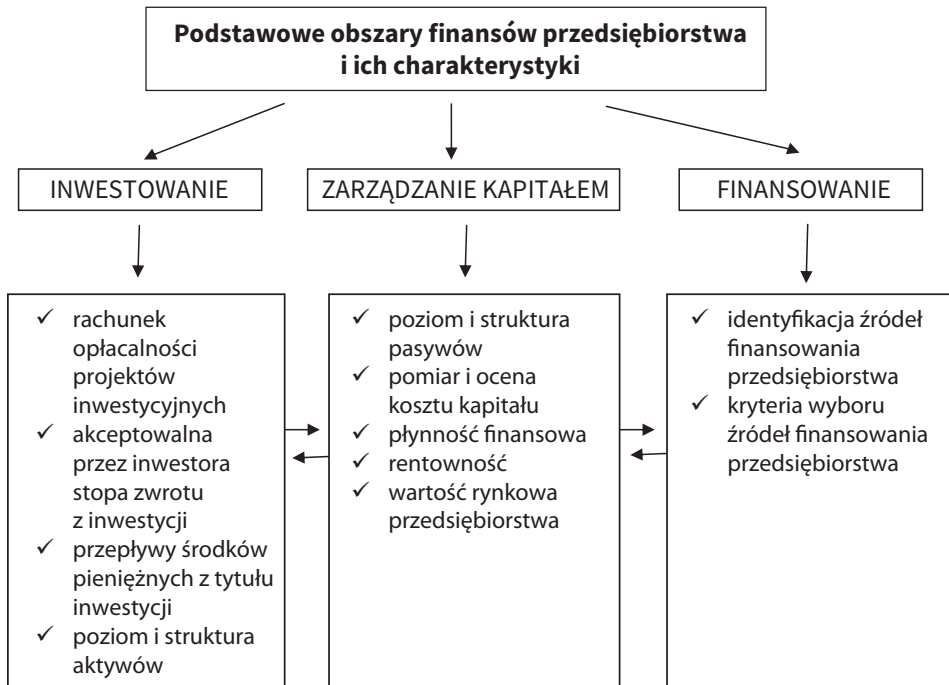 Podstawowe obszary finansów przedsiębiorstwa
i ich charakterystyki
INWESTOWANIE
ZARZĄDZANIE KAPITAŁEM
FINANSOWANIE
✓ rachunek
opłacalności
projektów
inwestycyjnych
✓ akceptowalna
przez inwestora
stopa zwrotu
z inwestycji
✓ przepływy środków
pieniężnych z tytułu
inwestycji
✓ poziom i struktura
aktywów
✓ poziom i struktura
pasywów
✓ pomiar i ocena
kosztu kapitału
✓ płynność finansowa
✓ rentowność
✓ wartość rynkowa
przedsiębiorstwa
✓ identyfikacja źródeł
finansowania
przedsiębiorstwa
✓ kryteria wyboru
źródeł finansowania
przedsiębiorstwa